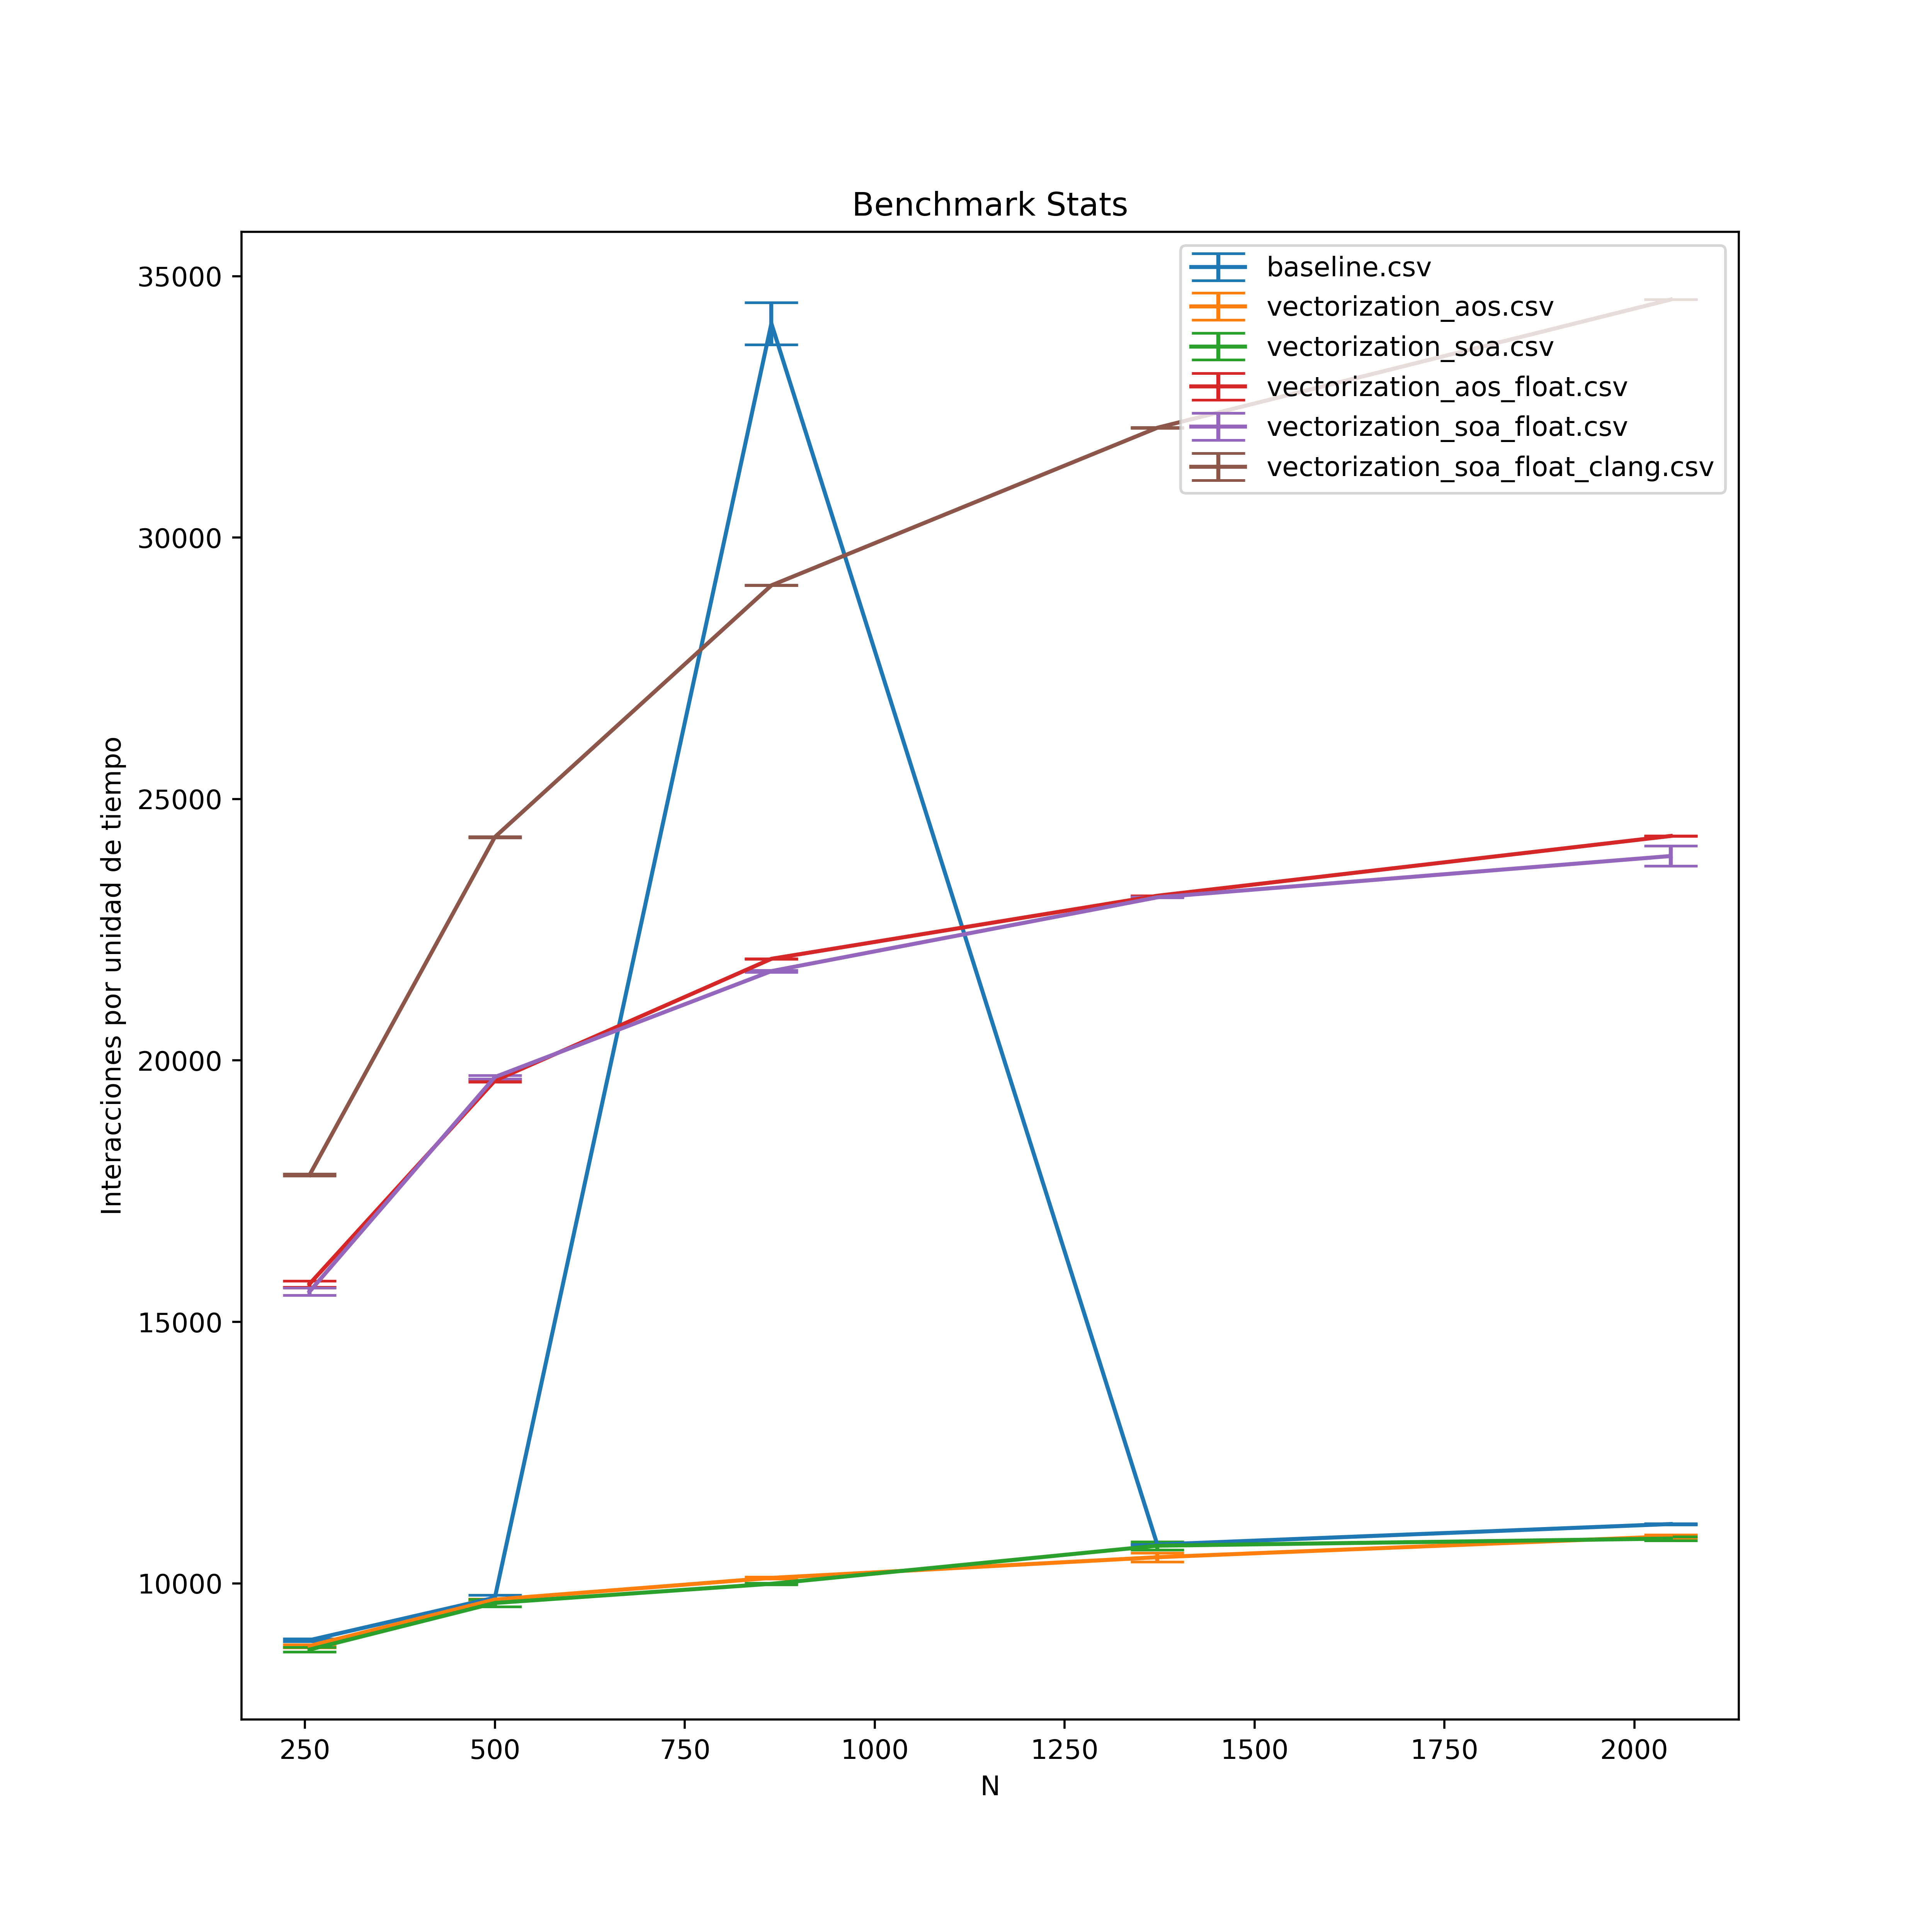 Benchmark Stats
35000
30000
25000
20000
15000
10000
Interacciones por unidad de tiempo
baseline.csv
vectorization_aos.csv
vectorization_soa.csv
vectorization_aos_float.csv
vectorization_soa_float.csv
vectorization_soa_float_clang.csv
250 500 750 1000 1250 1500 1750 2000
N